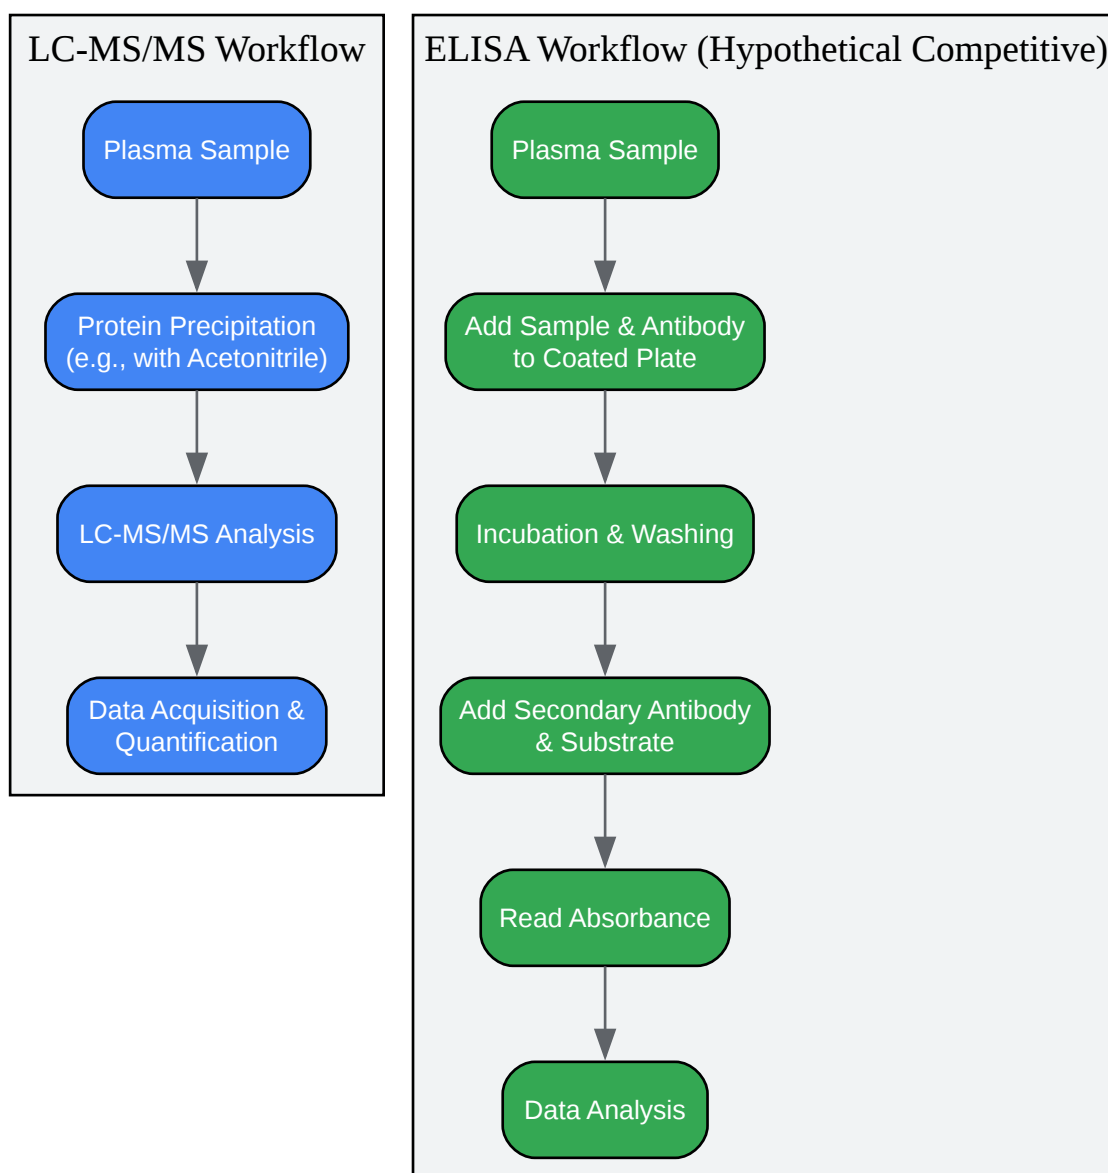 LC-MS/MS Workflow
Plasma Sample
Protein Precipitation
(e.g., with Acetonitrile)
LC-MS/MS Analysis
Data Acquisition &
Quantification
ELISA Workflow (Hypothetical Competitive)
Plasma Sample
Add Sample & Antibody
to Coated Plate
Incubation & Washing
Add Secondary Antibody
& Substrate
Read Absorbance
Data Analysis